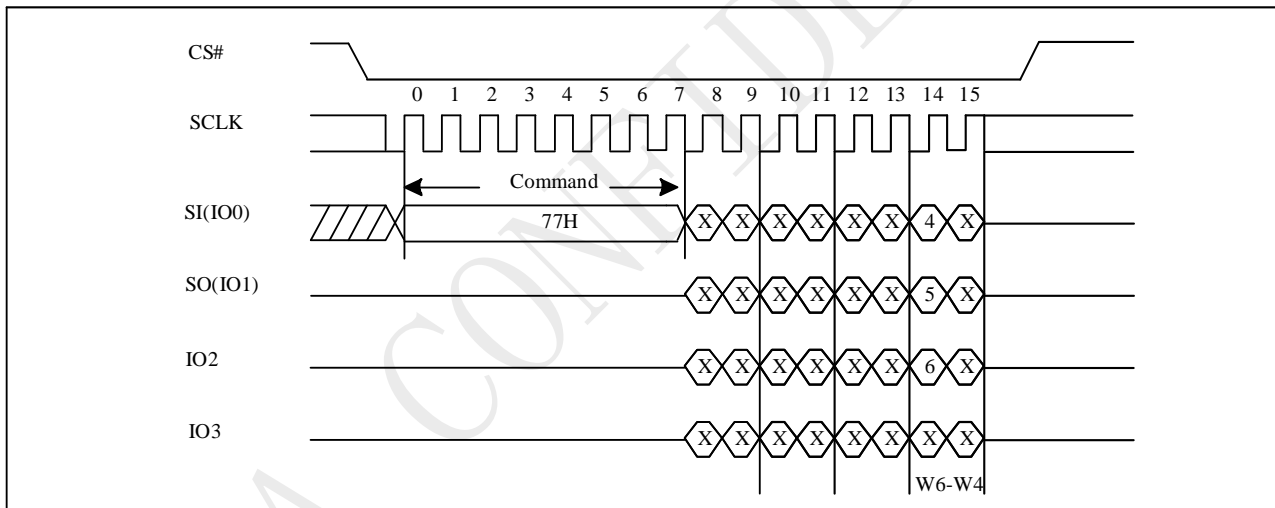 CS#
0 1 2 3 4 5 6 7 8 9 10 11 12 13 14 15
SCLK
Command
SI(IO0) 77H X X X X X X 4 X
SO(IO1) X X X X X X 5 X
IO2 X X X X X X 6 X
IO3 X X X X X X X X
W6-W4
A CONFIDE